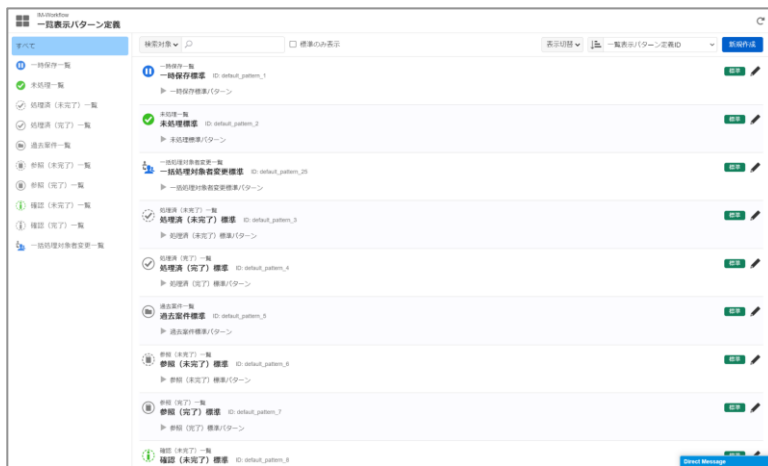 IM-Workflow
一覧表示パターン定義
すべて
一時保存一覧
未処理一覧
処理済（未完了）一覧
処理済（完了）一覧
過去案件一覧
参照（未完了）一覧
参照（完了）一覧
確認（未完了）一覧
確認（完了）一覧
一括処理対象者変更一覧
検索対象
標準のみ表示
表示切替
一覧表示パターン定義ID
新規作成
一時保存一覧
一時保存標準 ID: default_pattern_1
標準
一時保存標準パターン
未処理一覧
未処理標準 ID: default_pattern_2
標準
未処理標準パターン
一括処理対象者変更一覧
一括処理対象者変更標準 ID: default_pattern_25
標準
一括処理対象者変更標準パターン
処理済（未完了）一覧
処理済（未完了）標準 ID: default_pattern_3
標準
処理済（未完了）標準パターン
処理済（完了）一覧
処理済（完了）標準 ID: default_pattern_4
標準
処理済（完了）標準パターン
過去案件一覧
過去案件標準 ID: default_pattern_5
標準
過去案件標準パターン
参照（未完了）一覧
参照（未完了）標準 ID: default_pattern_6
標準
参照（未完了）標準パターン
参照（完了）一覧
参照（完了）標準 ID: default_pattern_7
標準
参照（完了）標準パターン
確認（未完了）一覧
確認（未完了）標準 ID: default_pattern_8
Direct Message